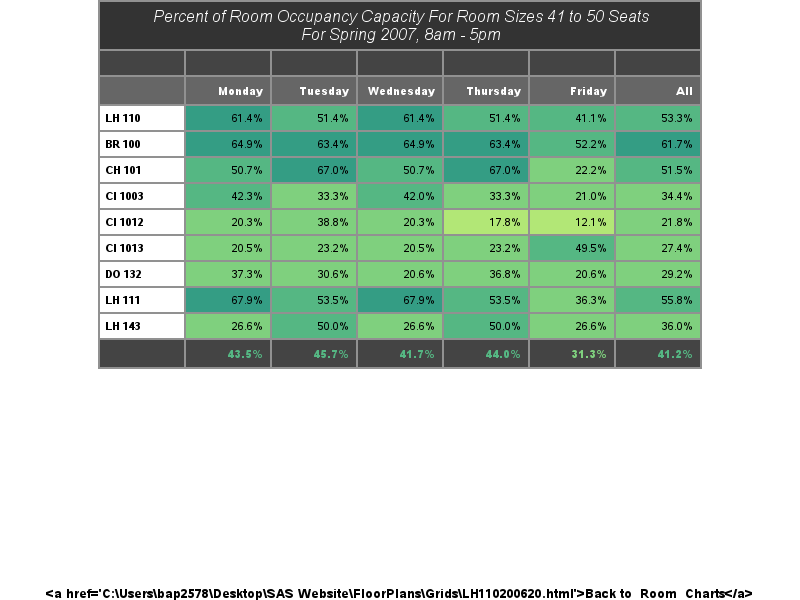 Percent of Room Occupancy Capacity For Room Sizes 41 to 50 Seats
For Spring 2007, 8am - 5pm
Monday Tuesday Wednesday Thursday Friday All
LH 110 61.4% 51.4% 61.4% 51.4% 41.1% 53.3%
BR 100 64.9% 63.4% 64.9% 63.4% 52.2% 61.7%
CH 101 50.7% 67.0% 50.7% 67.0% 22.2% 51.5%
CI 1003 42.3% 33.3% 42.0% 33.3% 21.0% 34.4%
CI 1012 20.3% 38.8% 20.3% 17.8% 12.1% 21.8%
CI 1013 20.5% 23.2% 20.5% 23.2% 49.5% 27.4%
DO 132 37.3% 30.6% 20.6% 36.8% 20.6% 29.2%
LH 111 67.9% 53.5% 67.9% 53.5% 36.3% 55.8%
LH 143 26.6% 50.0% 26.6% 50.0% 26.6% 36.0%
43.5% 45.7% 41.7% 44.0% 31.3% 41.2%
<a href='C:\Users\bap2578\Desktop\SAS Website\FloorPlans\Grids\LH110200620.html'>Back to Room Charts</a>